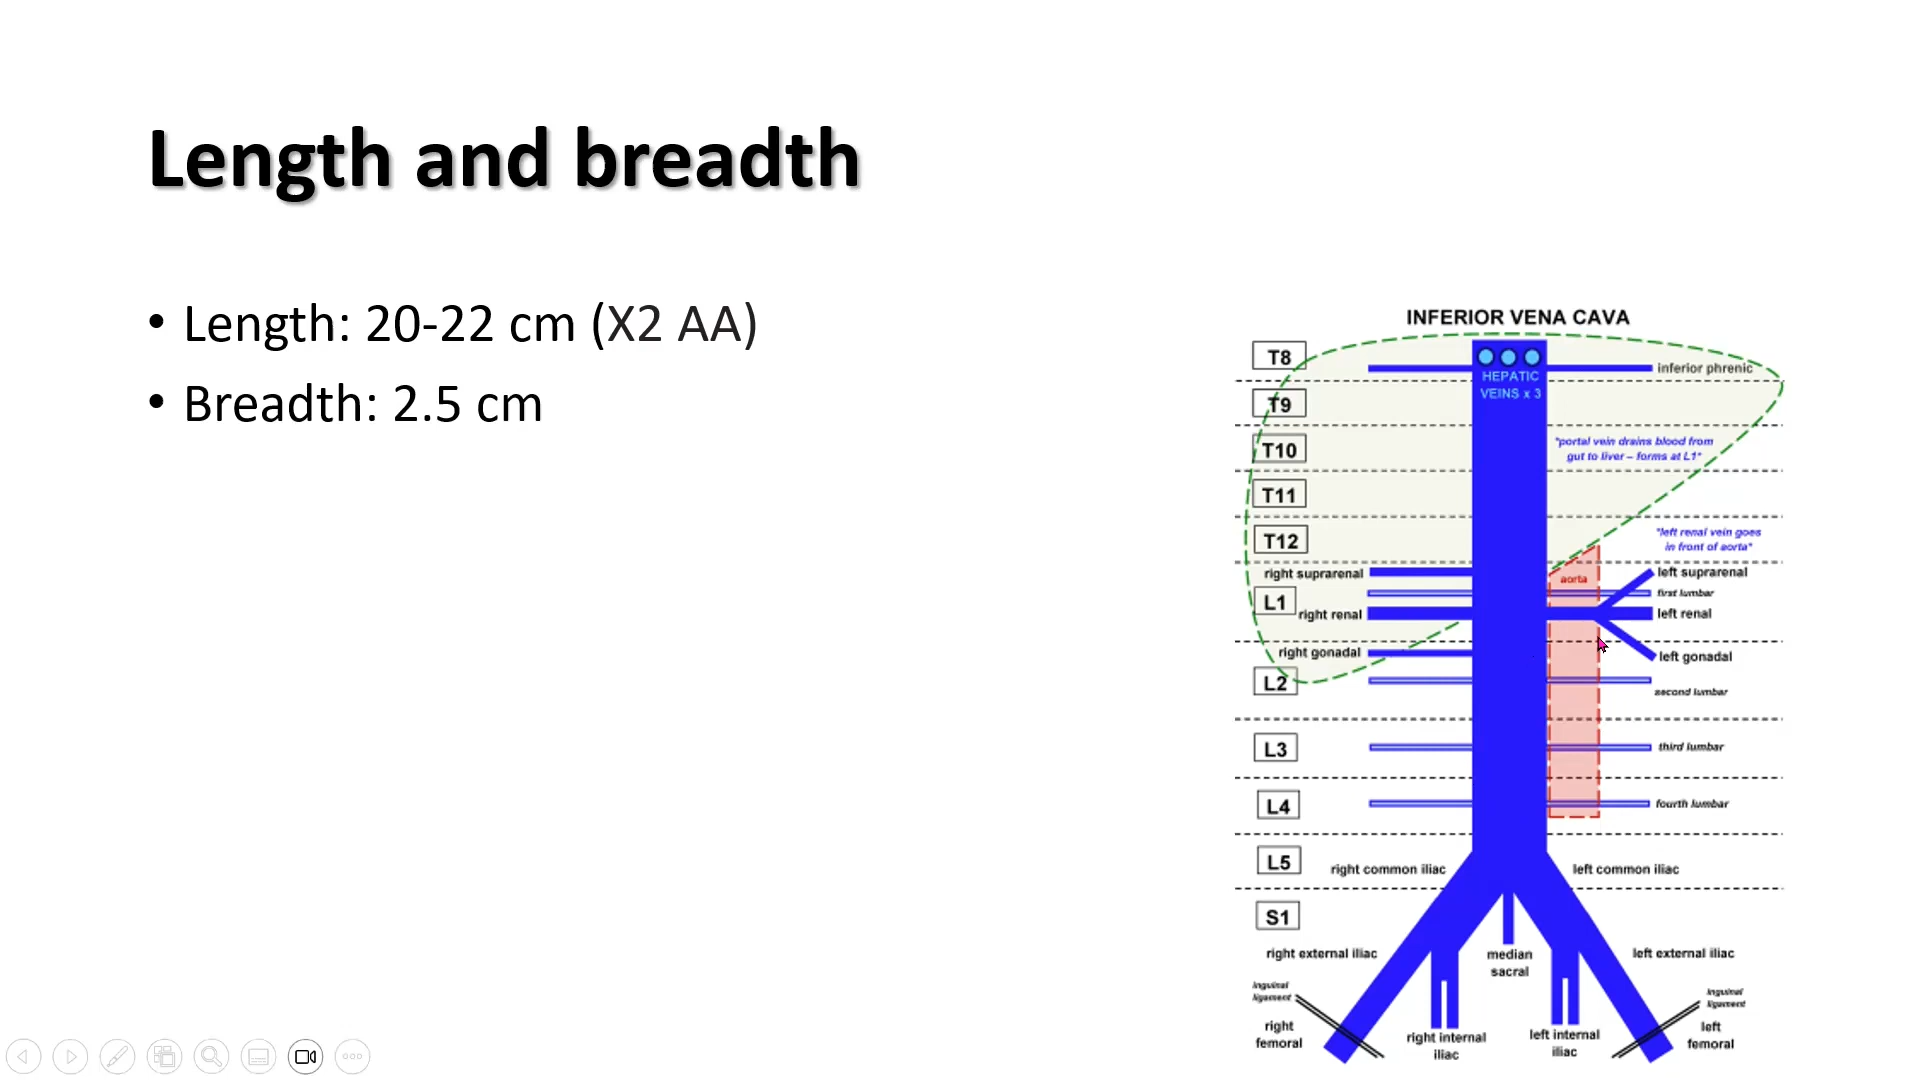 Length and breadth
• Length: 20-22 cm (X2 AA)
• Breadth: 2.5 cm
INFERIOR VENA CAVA
T8
inferior phrenic
HEPATIC
VEINS x 3
T9
T10
"portal vein drains blood from
gut to liver – forms at L1"
T11
T12
"left renal vein goes
in front of aorta"
right suprarenal
aorta
left suprarenal
first lumbar
L1
right renal
left renal
right gonadal
left gonadal
L2
second lumbar
L3
third lumbar
L4
fourth lumbar
L5
right common iliac
left common iliac
S1
right external iliac
median
sacral
left external iliac
inguinal
ligament
inguinal
ligament
right
femoral
right internal
iliac
left internal
iliac
left
femoral